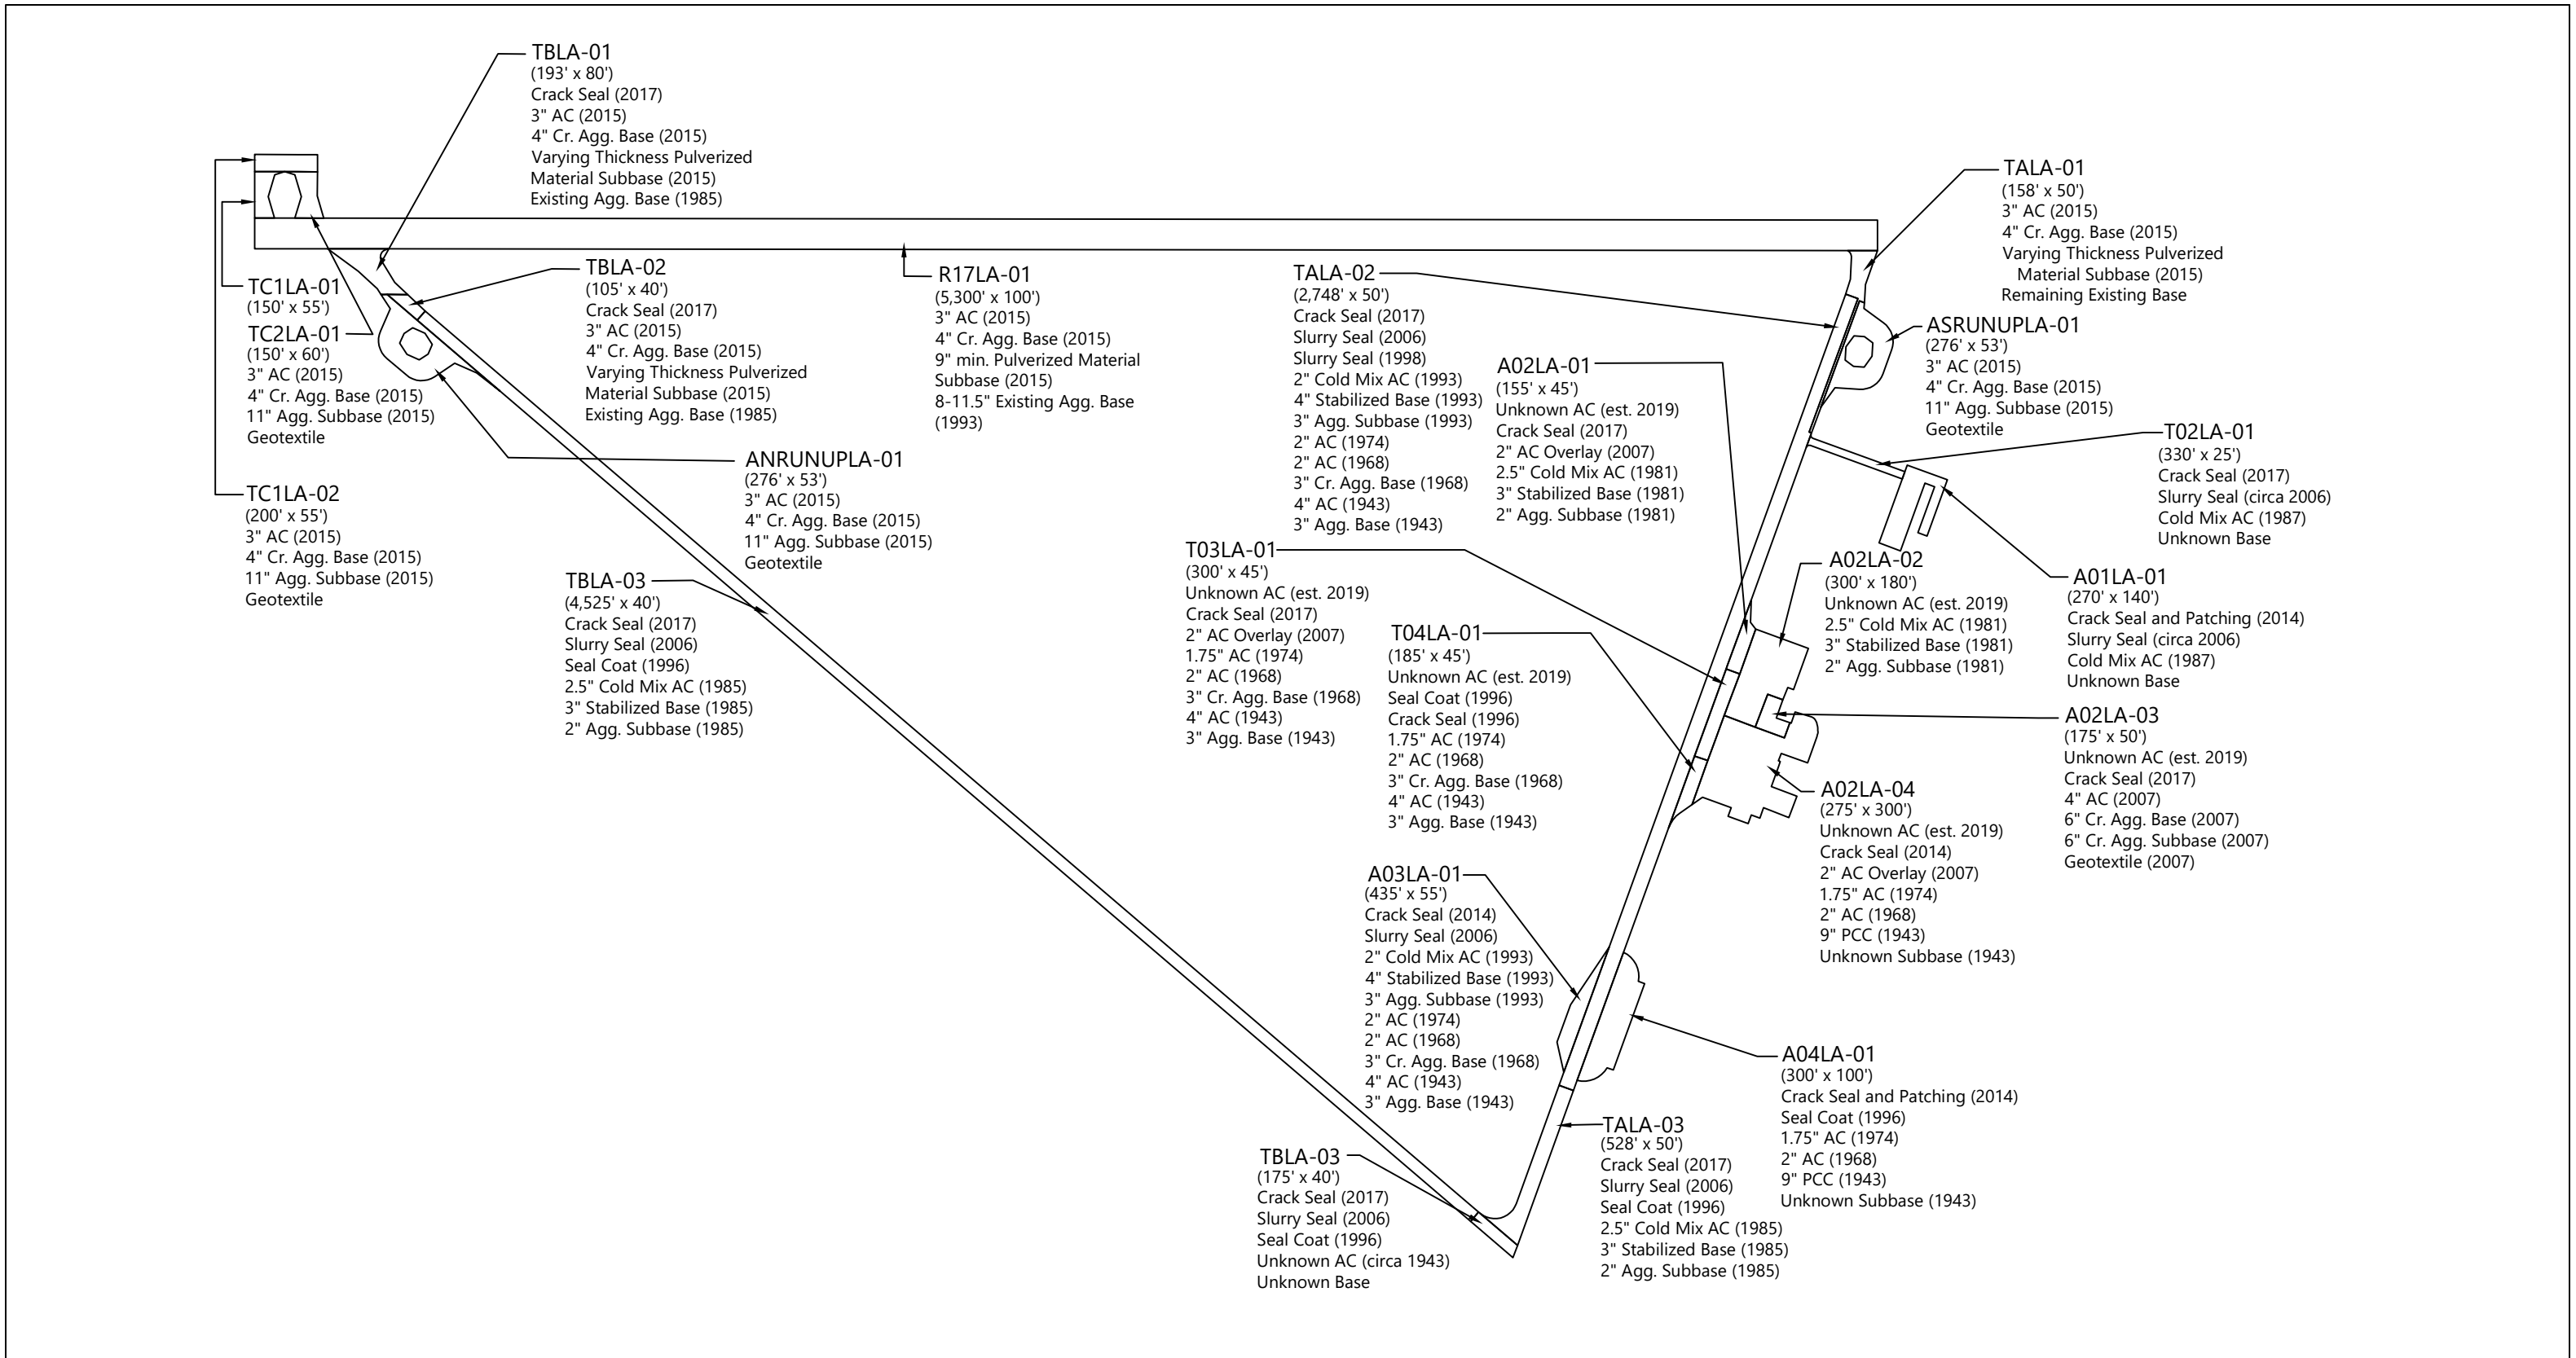 TBLA-01
(193' x 80')
Crack Seal (2017)
3" AC (2015)
4" Cr. Agg. Base (2015)
Varying Thickness Pulverized
Material Subbase (2015)
Existing Agg. Base (1985)
TALA-01
(158' x 50')
3" AC (2015)
4" Cr. Agg. Base (2015)
Varying Thickness Pulverized
Material Subbase (2015)
Remaining Existing Base
TC1LA-01
(150' x 55')
TC2LA-01
(150' x 60')
3" AC (2015)
4" Cr. Agg. Base (2015)
11" Agg. Subbase (2015)
Geotextile
TBLA-02
(105' x 40')
Crack Seal (2017)
3" AC (2015)
4" Cr. Agg. Base (2015)
Varying Thickness Pulverized
Material Subbase (2015)
Existing Agg. Base (1985)
R17LA-01
(5,300' x 100')
3" AC (2015)
4" Cr. Agg. Base (2015)
9" min. Pulverized Material
Subbase (2015)
8-11.5" Existing Agg. Base
(1993)
TALA-02
(2,748' x 50')
Crack Seal (2017)
Slurry Seal (2006)
Slurry Seal (1998)
2" Cold Mix AC (1993)
4" Stabilized Base (1993)
3" Agg. Subbase (1993)
2" AC (1974)
2" AC (1968)
3" Cr. Agg. Base (1968)
4" AC (1943)
3" Agg. Base (1943)
A02LA-01
(155' x 45')
Unknown AC (est. 2019)
Crack Seal (2017)
2" AC Overlay (2007)
2.5" Cold Mix AC (1981)
3" Stabilized Base (1981)
2" Agg. Subbase (1981)
ASRUNUPLA-01
(276' x 53')
3" AC (2015)
4" Cr. Agg. Base (2015)
11" Agg. Subbase (2015)
Geotextile
T02LA-01
(330' x 25')
Crack Seal (2017)
Slurry Seal (circa 2006)
Cold Mix AC (1987)
Unknown Base
TC1LA-02
(200' x 55')
3" AC (2015)
4" Cr. Agg. Base (2015)
11" Agg. Subbase (2015)
Geotextile
ANRUNUPLA-01
(276' x 53')
3" AC (2015)
4" Cr. Agg. Base (2015)
11" Agg. Subbase (2015)
Geotextile
TBLA-03
(4,525' x 40')
Crack Seal (2017)
Slurry Seal (2006)
Seal Coat (1996)
2.5" Cold Mix AC (1985)
3" Stabilized Base (1985)
2" Agg. Subbase (1985)
T03LA-01
(300' x 45')
Unknown AC (est. 2019)
Crack Seal (2017)
2" AC Overlay (2007)
1.75" AC (1974)
2" AC (1968)
3" Cr. Agg. Base (1968)
4" AC (1943)
3" Agg. Base (1943)
T04LA-01
(185' x 45')
Unknown AC (est. 2019)
Seal Coat (1996)
Crack Seal (1996)
1.75" AC (1974)
2" AC (1968)
3" Cr. Agg. Base (1968)
4" AC (1943)
3" Agg. Base (1943)
A02LA-02
(300' x 180')
Unknown AC (est. 2019)
2.5" Cold Mix AC (1981)
3" Stabilized Base (1981)
2" Agg. Subbase (1981)
A01LA-01
(270' x 140')
Crack Seal and Patching (2014)
Slurry Seal (circa 2006)
Cold Mix AC (1987)
Unknown Base
A02LA-03
(175' x 50')
Unknown AC (est. 2019)
Crack Seal (2017)
4" AC (2007)
6" Cr. Agg. Base (2007)
6" Cr. Agg. Subbase (2007)
Geotextile (2007)
A02LA-04
(275' x 300')
Unknown AC (est. 2019)
Crack Seal (2014)
2" AC Overlay (2007)
1.75" AC (1974)
2" AC (1968)
9" PCC (1943)
Unknown Subbase (1943)
A03LA-01
(435' x 55')
Crack Seal (2014)
Slurry Seal (2006)
2" Cold Mix AC (1993)
4" Stabilized Base (1993)
3" Agg. Subbase (1993)
2" AC (1974)
2" AC (1968)
3" Cr. Agg. Base (1968)
4" AC (1943)
3" Agg. Base (1943)
A04LA-01
(300' x 100')
Crack Seal and Patching (2014)
Seal Coat (1996)
1.75" AC (1974)
2" AC (1968)
9" PCC (1943)
Unknown Subbase (1943)
TALA-03
(528' x 50')
Crack Seal (2017)
Slurry Seal (2006)
Seal Coat (1996)
2.5" Cold Mix AC (1985)
3" Stabilized Base (1985)
2" Agg. Subbase (1985)
TBLA-03
(175' x 40')
Crack Seal (2017)
Slurry Seal (2006)
Seal Coat (1996)
Unknown AC (circa 1943)
Unknown Base